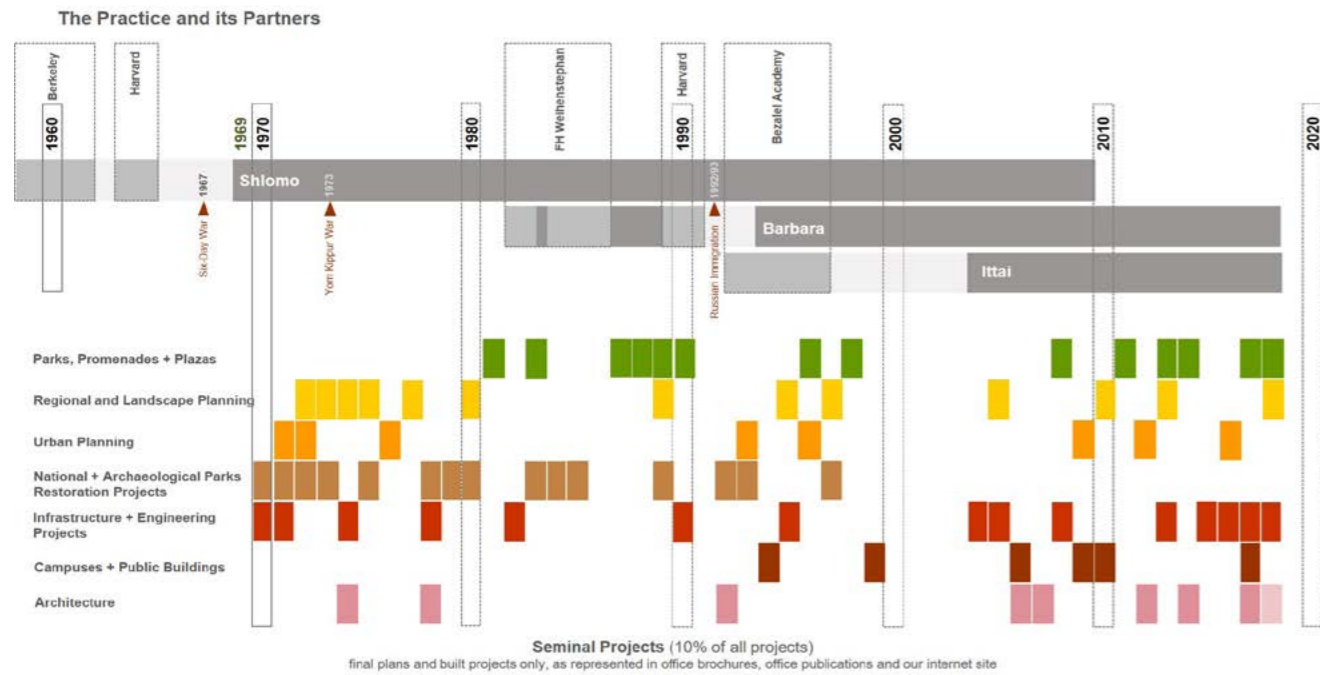 The Practice and its Partners
Berkeley
Harvard
FH Weihenstephan
Harvard
Bezalel Academy
1960
1969
1970
1980
1990
2000
2010
2020
Shlomo
1967
1973
1992/93
Six-Day War
Yom Kippur War
Russian Immigration
Barbara
Ittai
Parks, Promenades + Plazas
Regional and Landscape Planning
Urban Planning
National + Archaeological Parks
Restoration Projects
Infrastructure + Engineering
Projects
Campuses + Public Buildings
Architecture
Seminal Projects (10% of all projects)
final plans and built projects only, as represented in office brochures, office publications and our internet site